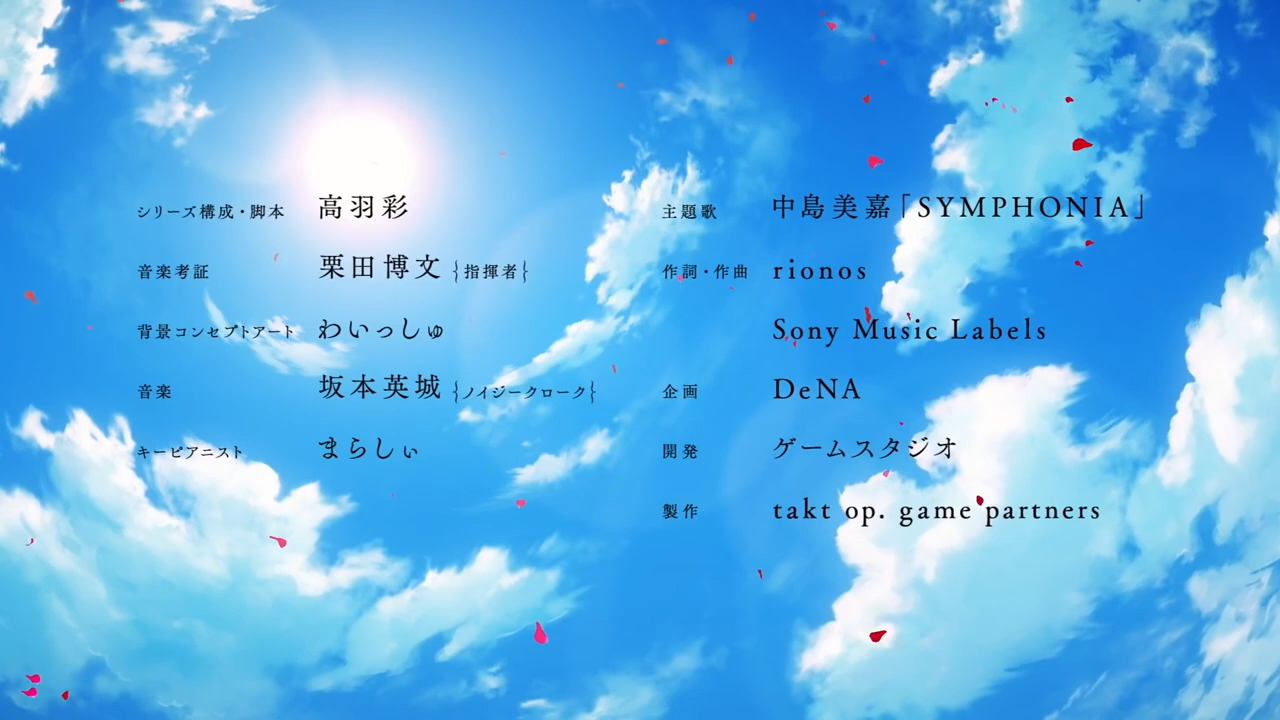 シリーズ構成・脚本 高羽彩
音楽考証 栗田博文{指揮者}
背景コンセプトアート わいっしゅ
音楽 坂本英城{ノイジークローク}
キーピアニスト まらしぃ
主題歌 中島美嘉「SYMPHONIA」
作詞・作曲 rionos
Sony Music Labels
企画 DeNA
開発 ゲームスタジオ
製作 takt op. game partners